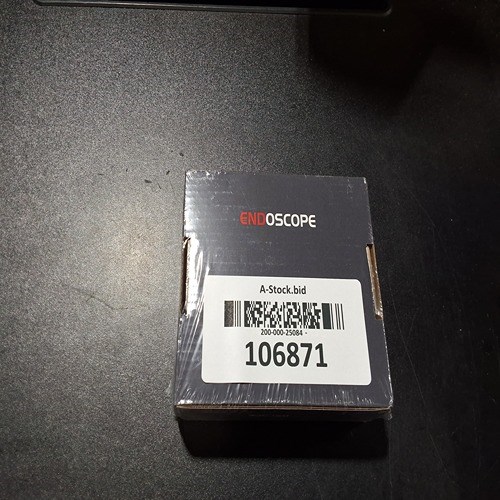 ENDOSCOPE
A-Stock.bid
200-000-25084 -
106871